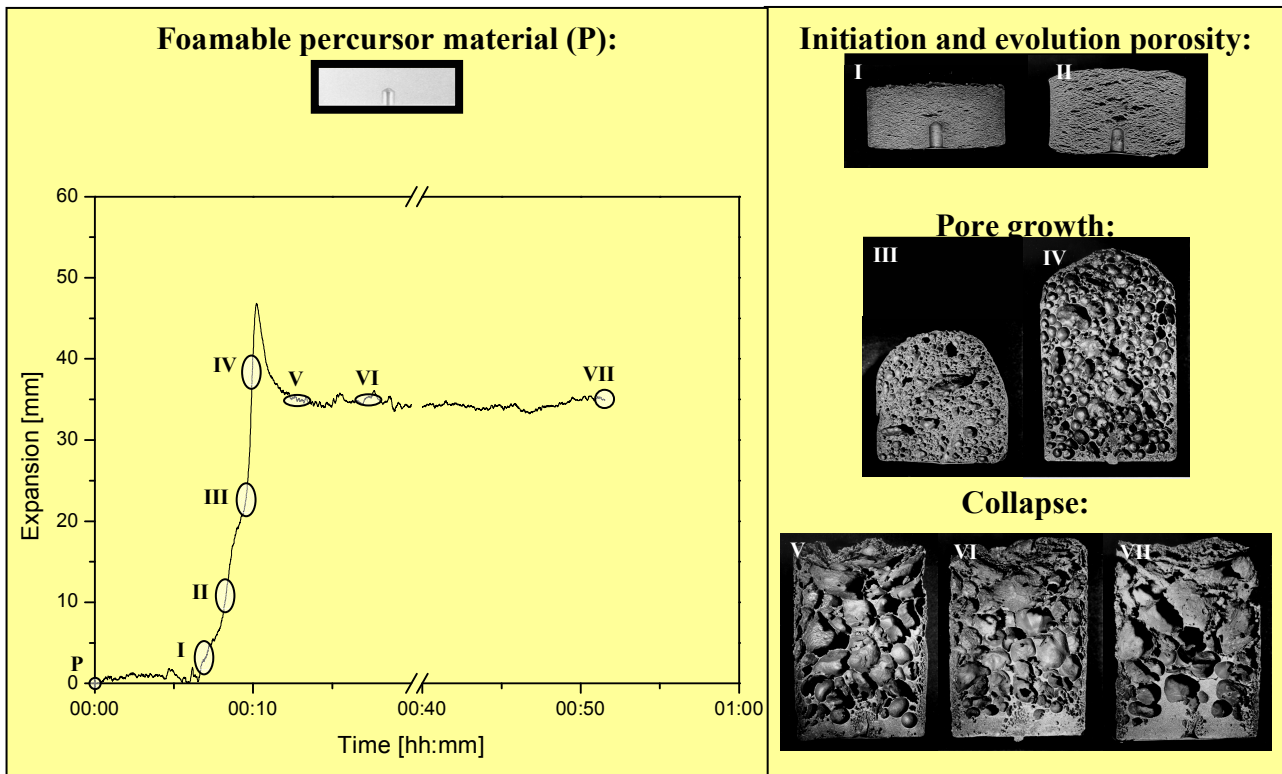 Foamable percursor material (P):
Expansion [mm]
60
50
40
30
20
10
0
P
I
II
III
IV
V
VI
VII
00:00
00:10
00:40
00:50
01:00
Time [hh:mm]
Initiation and evolution porosity:
I
II
Pore growth:
III
IV
Collapse:
V
VI
VII